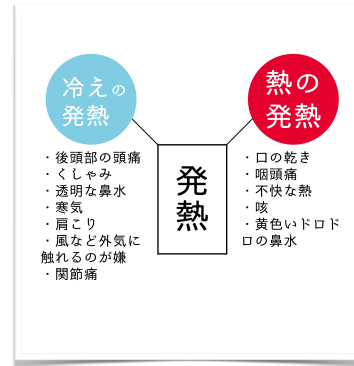 冷えの
発熱
熱の
発熱
発熱
・後頭部の頭痛
・くしゃみ
・透明な鼻水
・寒気
・肩こり
・風など外気に
触れるのが嫌
・関節痛
・口の乾き
・咽頭痛
・不快な熱
・咳
・黄色いドロド
ロの鼻水